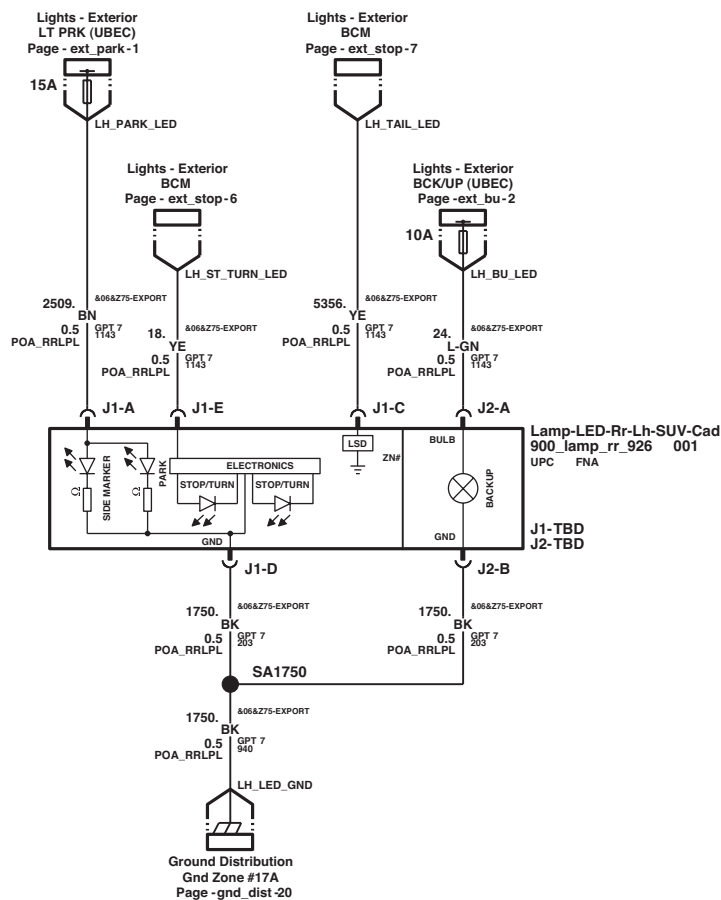 Lights - Exterior
LT PRK (UBEC)
Page - ext_park-1
15A
LH_PARK_LED
Lights - Exterior
BCM
Page - ext_stop-7
LH_TAIL_LED
Lights - Exterior
BCM
Page - ext_stop-6
LH_ST_TURN_LED
Lights - Exterior
BCK/UP (UBEC)
Page -ext_bu-2
10A
LH_BU_LED
2509.
&06&Z75-EXPORT
BN
0.5
GPT 7
1143
POA_RRLPL
18.
&06&Z75-EXPORT
YE
0.5
GPT 7
1143
POA_RRLPL
5356.
&06&Z75-EXPORT
YE
0.5
GPT 7
1143
POA_RRLPL
24.
&06&Z75-EXPORT
L-GN
0.5
GPT 7
1143
POA_RRLPL
J1-A
J1-E
J1-C
J2-A
Lamp-LED-Rr-Lh-SUV-Cad
900_lamp_rr_926 001
UPC FNA
J1-TBD
J2-TBD
Ω
SIDE MARKER
Ω
PARK
ELECTRONICS
STOP/TURN
STOP/TURN
GND
LSD
ZN#
BULB
BACKUP
GND
J1-D
J2-B
1750.
&06&Z75-EXPORT
BK
0.5
GPT 7
203
POA_RRLPL
1750.
&06&Z75-EXPORT
BK
0.5
GPT 7
203
POA_RRLPL
SA1750
1750.
&06&Z75-EXPORT
BK
0.5
GPT 7
940
POA_RRLPL
LH_LED_GND
Ground Distribution
Gnd Zone #17A
Page -gnd_dist-20